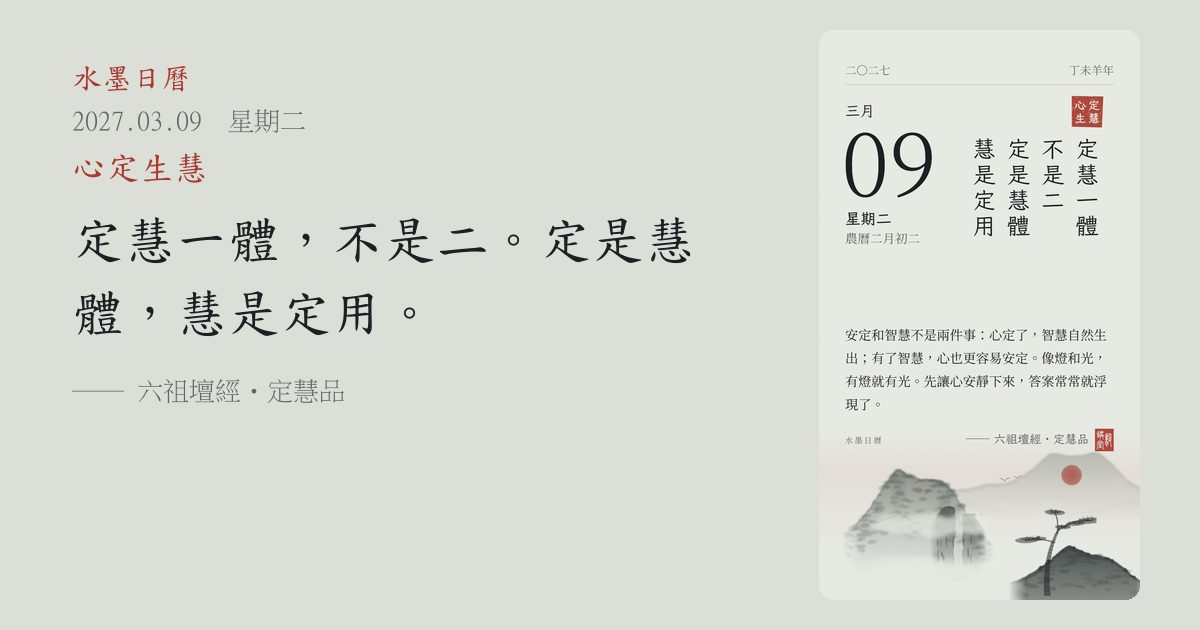 水墨日曆
2027.03.09 星期二
心定生慧
定慧一體，不是二。定是慧
體，慧是定用。
—— 六祖壇經・定慧品
二〇二七
丁未羊年
三月
09
星期二
農曆二月初二
定慧
心生
定慧一體
不是二
定是慧體
慧是定用
安定和智慧不是兩件事：心定了，智慧自然生
出；有了智慧，心也更容易安定。像燈和光，
有燈就有光。先讓心安靜下來，答案常常就浮
現了。
水墨日曆
—— 六祖壇經・定慧品